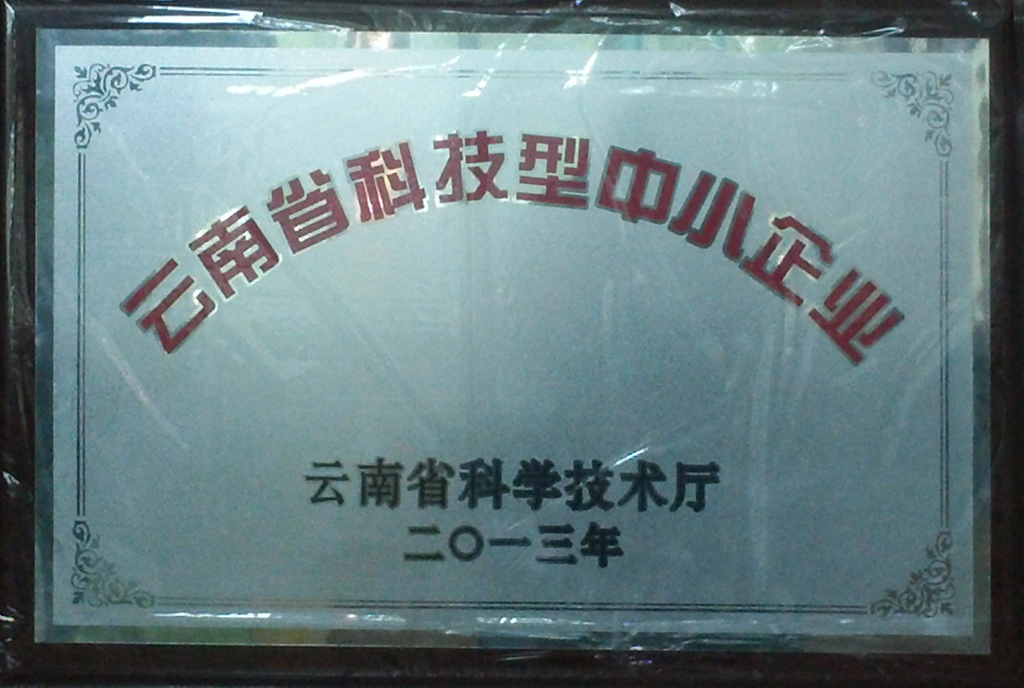 云南省科技型中小企业
云南省科学技术厅
二〇一三年